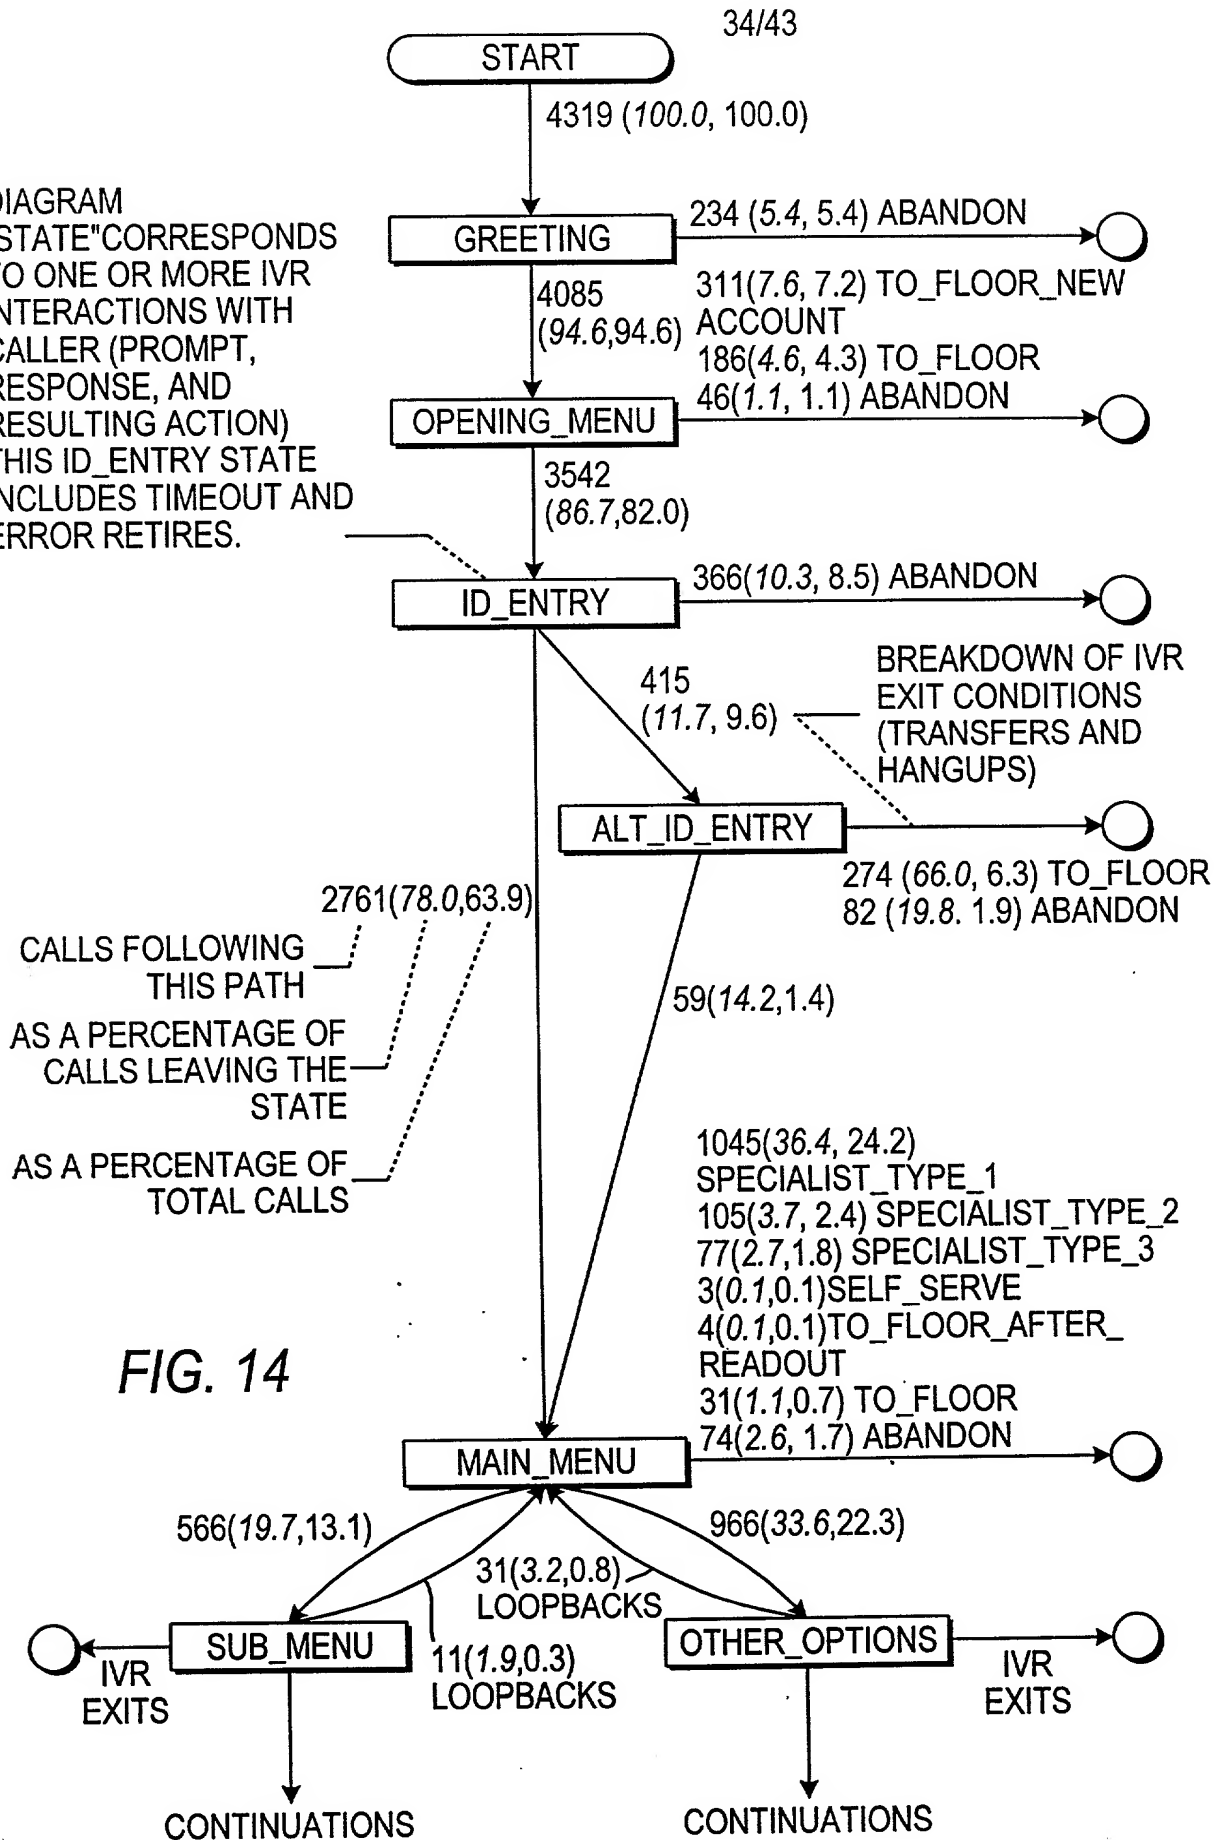 34/43
START
4319 (100.0, 100.0)
DIAGRAM
STATE"CORRESPONDS
TO ONE OR MORE IVR
INTERACTIONS WITH
CALLER (PROMPT,
RESPONSE, AND
RESULTING ACTION)
THIS ID_ENTRY STATE
INCLUDES TIMEOUT AND
ERROR RETIRES.
GREETING
234 (5.4, 5.4) ABANDON
4085
(94.6,94.6)
311(7.6, 7.2) TO_FLOOR_NEW
ACCOUNT
186(4.6, 4.3) TO_FLOOR
46(1.1, 1.1) ABANDON
OPENING_MENU
3542
(86.7,82.0)
ID_ENTRY
366(10.3, 8.5) ABANDON
415
(11.7, 9.6)
BREAKDOWN OF IVR
EXIT CONDITIONS
(TRANSFERS AND
HANGUPS)
ALT_ID_ENTRY
274 (66.0, 6.3) TO_FLOOR
82 (19.8. 1.9) ABANDON
2761(78.0,63.9)
CALLS FOLLOWING
THIS PATH
AS A PERCENTAGE OF
CALLS LEAVING THE
STATE
AS A PERCENTAGE OF
TOTAL CALLS
59(14.2,1.4)
1045(36.4, 24.2)
SPECIALIST_TYPE_1
105(3.7, 2.4) SPECIALIST_TYPE_2
77(2.7,1.8) SPECIALIST_TYPE_3
3(0.1,0.1)SELF_SERVE
4(0.1,0.1)TO_FLOOR_AFTER_
READOUT
31(1.1,0.7) TO_FLOOR
74(2.6, 1.7) ABANDON
FIG. 14
MAIN_MENU
566(19.7,13.1)
966(33.6,22.3)
31(3.2,0.8)
LOOPBACKS
SUB_MENU
11(1.9,0.3)
LOOPBACKS
OTHER_OPTIONS
IVR
EXITS
IVR
EXITS
CONTINUATIONS
CONTINUATIONS